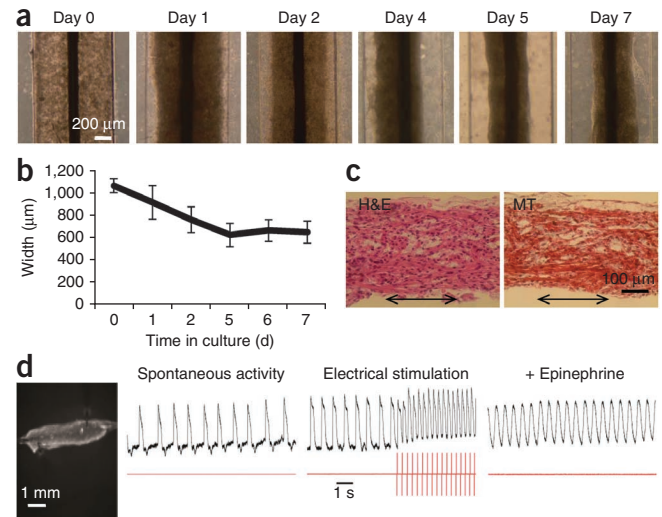 a
Day 0 Day 1 Day 2 Day 4 Day 5 Day 7
200 μm
b
1,200
1,000
800
600
400
200
0
Width (μm)
0 1 2 5 6 7
Time in culture (d)
c
H&E MT
100 μm
d
Spontaneous activity Electrical stimulation + Epinephrine
1 mm
1 s